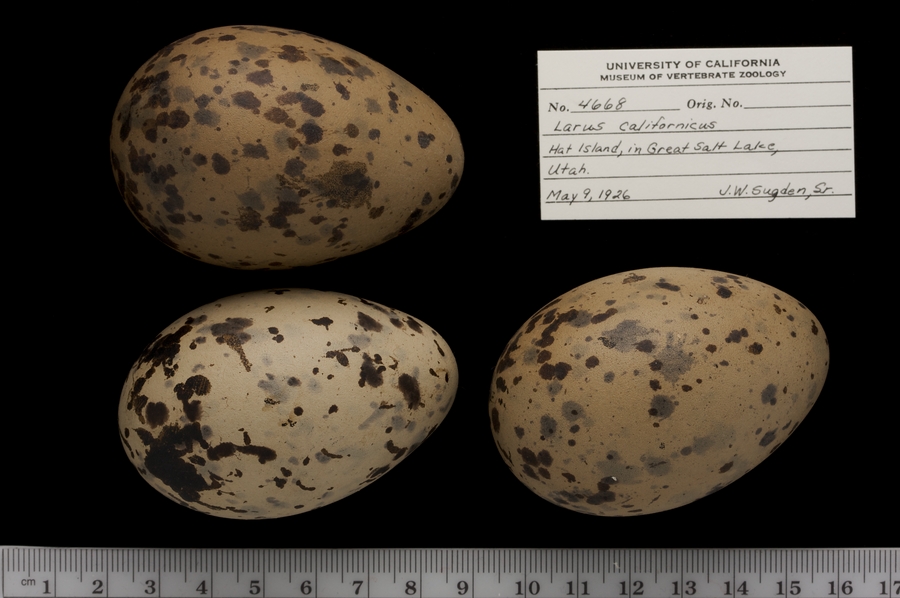 UNIVERSITY OF CALIFORNIA
MUSEUM OF VERTEBRATE ZOOLOGY
No. 4668 Orig. No.
Larus californicus
Hat Island, in Great Salt Lake,
Utah.
May 9, 1926 J.W. Sugden, Sr.
cm 1 2 3 4 5 6 7 8 9 10 11 12 13 14 15 16 17